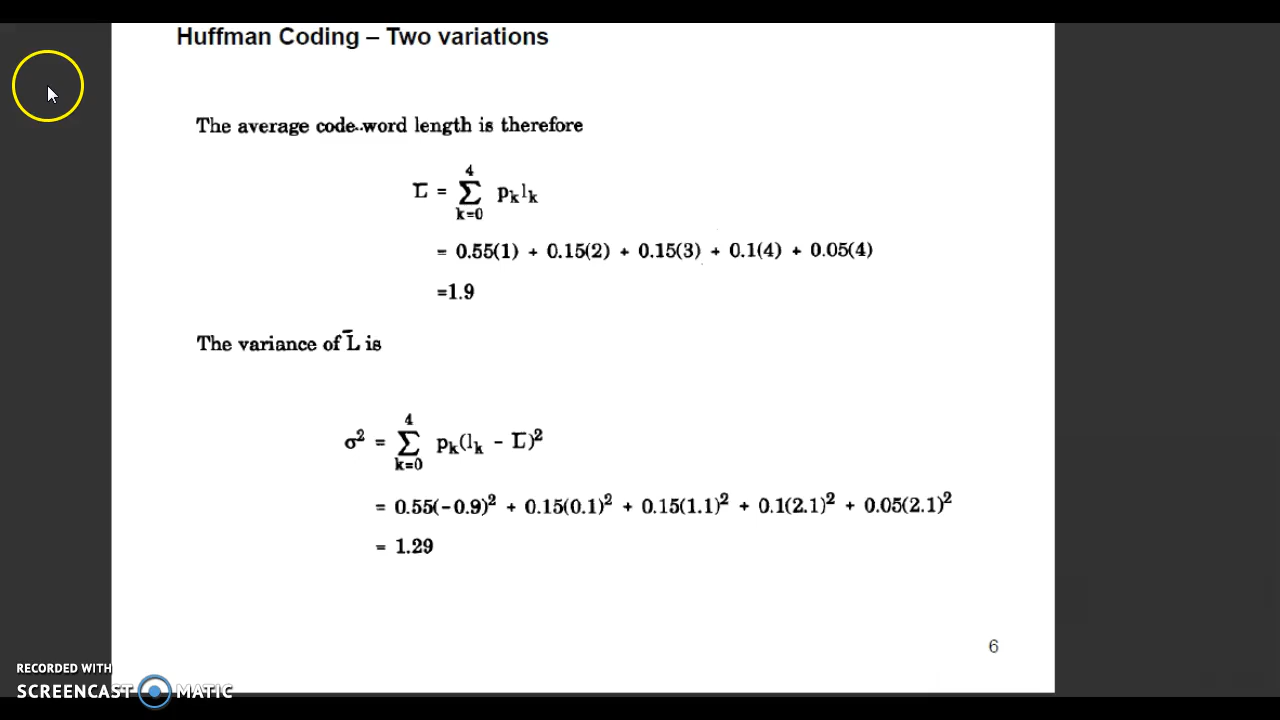 Huffman Coding – Two variations
The average code-word length is therefore
L̄ = Σ_{k=0}^{4} p_k l_k
= 0.55(1) + 0.15(2) + 0.15(3) + 0.1(4) + 0.05(4)
=1.9
The variance of L̄ is
σ² = Σ_{k=0}^{4} p_k(l_k - L̄)²
= 0.55(-0.9)² + 0.15(0.1)² + 0.15(1.1)² + 0.1(2.1)² + 0.05(2.1)²
= 1.29
6
RECORDED WITH
SCREENCAST MATIC